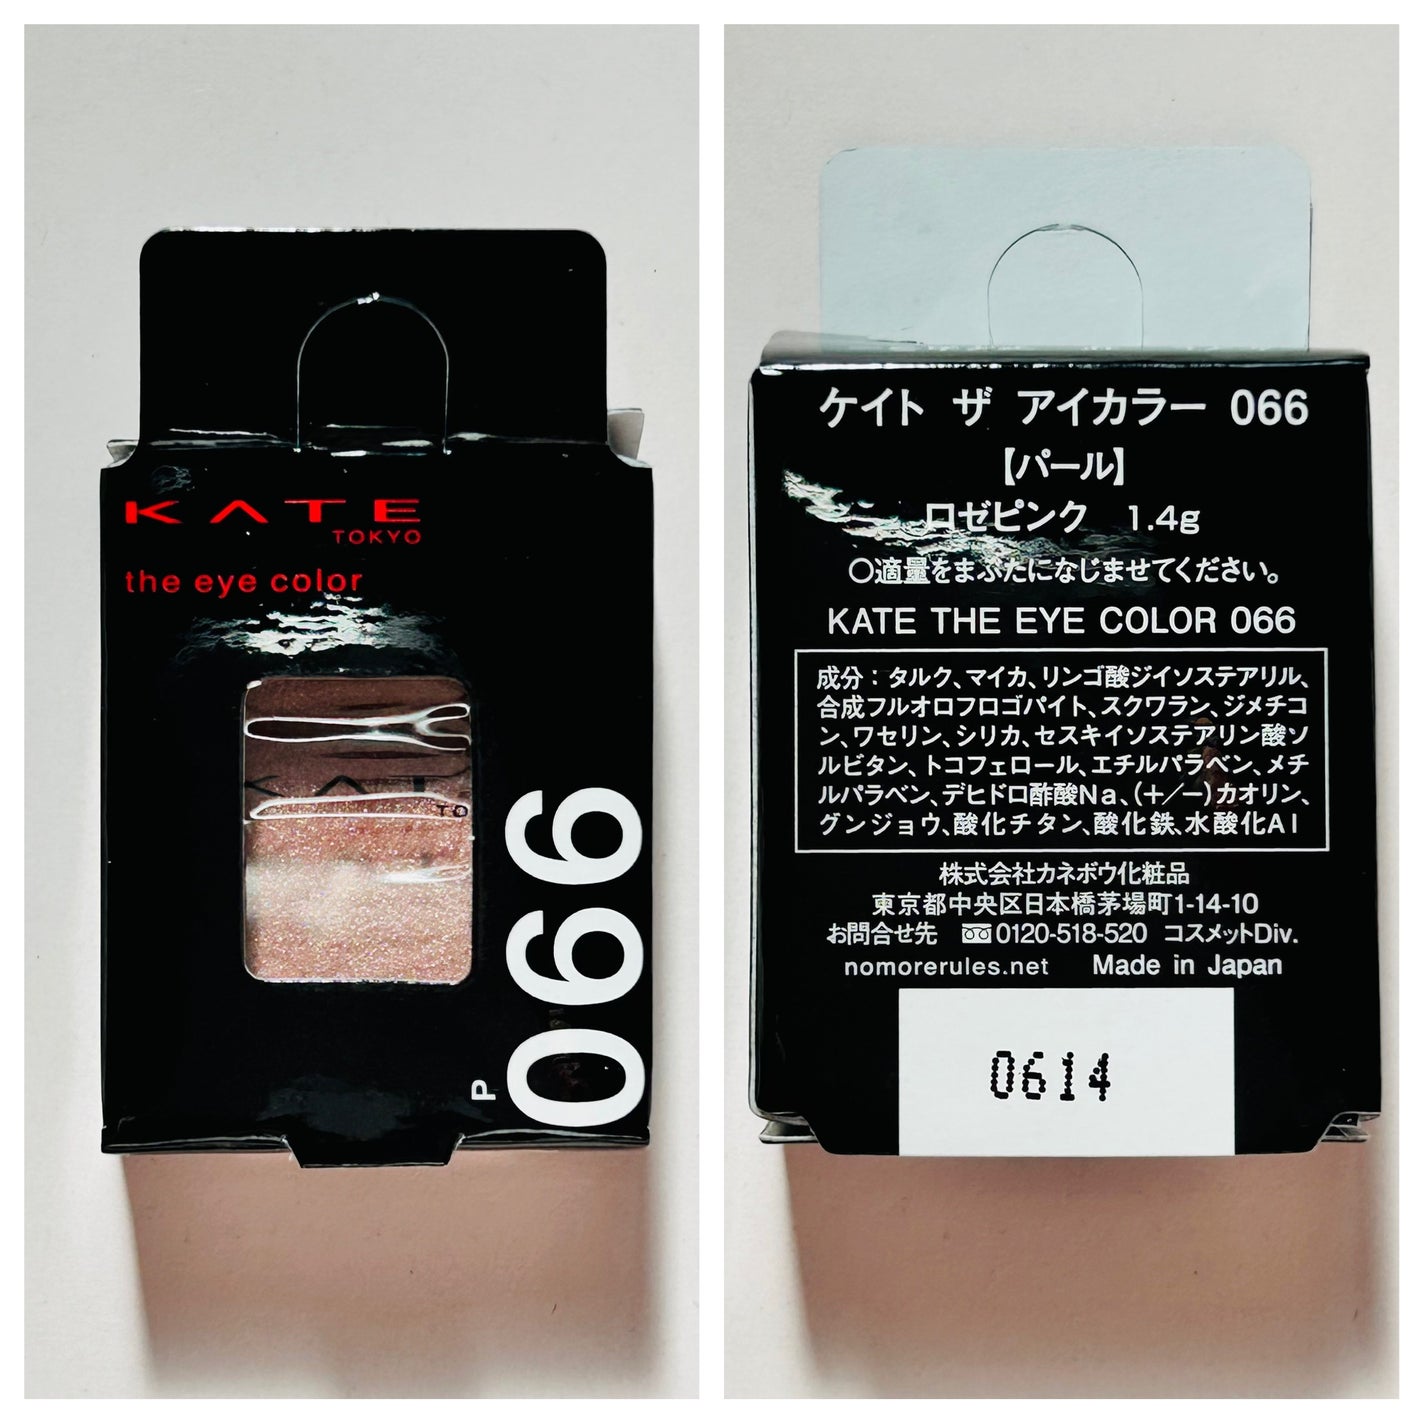 KATE
TOKYO
the eye color
TO
P
066
ケイト ザ アイカラー 066
【パール】
ロゼピンク 1.4g
○適量をまぶたになじませてください。
KATE THE EYE COLOR 066
成分：タルク、マイカ、リンゴ酸ジイソステアリル、
合成フルオロフロゴパイト、スクワラン、ジメチコ
ン、ワセリン、シリカ、セスキイソステアリン酸ソ
ルビタン、トコフェロール、エチルパラベン、メチ
ルパラベン、デヒドロ酢酸Na、(+/−)カオリン、
グンジョウ、酸化チタン、酸化鉄、水酸化Al
株式会社カネボウ化粧品
東京都中央区日本橋茅場町1-14-10
お問合せ先 0120-518-520 コスメットDiv.
nomorerules.net Made in Japan
0614